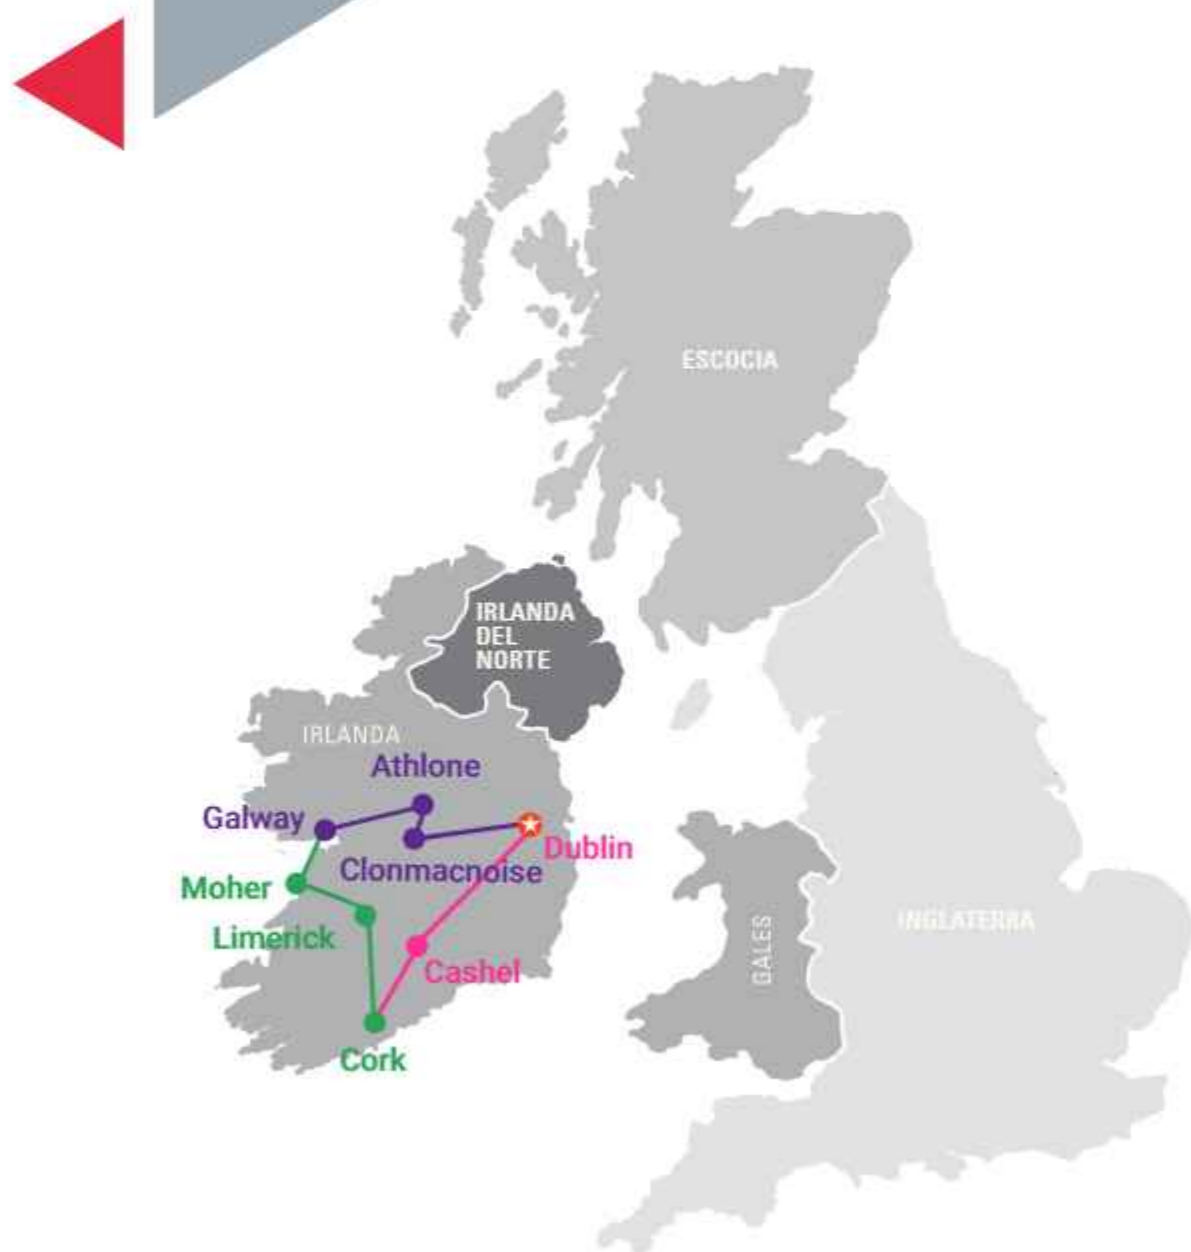 ESCOCIA
IRLANDA
DEL
NORTE
IRLANDA
Athlone
Galway
Dublin
Clonmacnoise
Moher
Limerick
Cashel
Cork
GALES
INGLATERRA